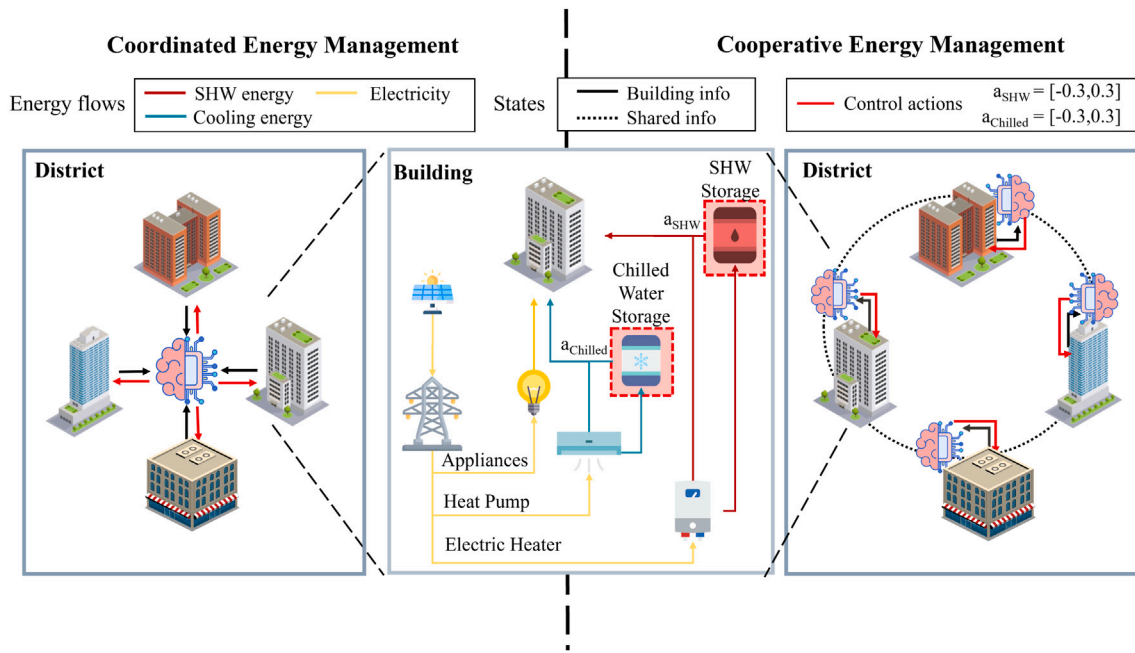 Coordinated Energy Management
Cooperative Energy Management
Energy flows
SHW energy
Electricity
Cooling energy
States
Building info
Shared info
Control actions
aSHW = [-0.3,0.3]
aChilled = [-0.3,0.3]
District
Building
SHW
Storage
aSHW
Chilled
Water
Storage
aChilled
Appliances
Heat Pump
Electric Heater
District